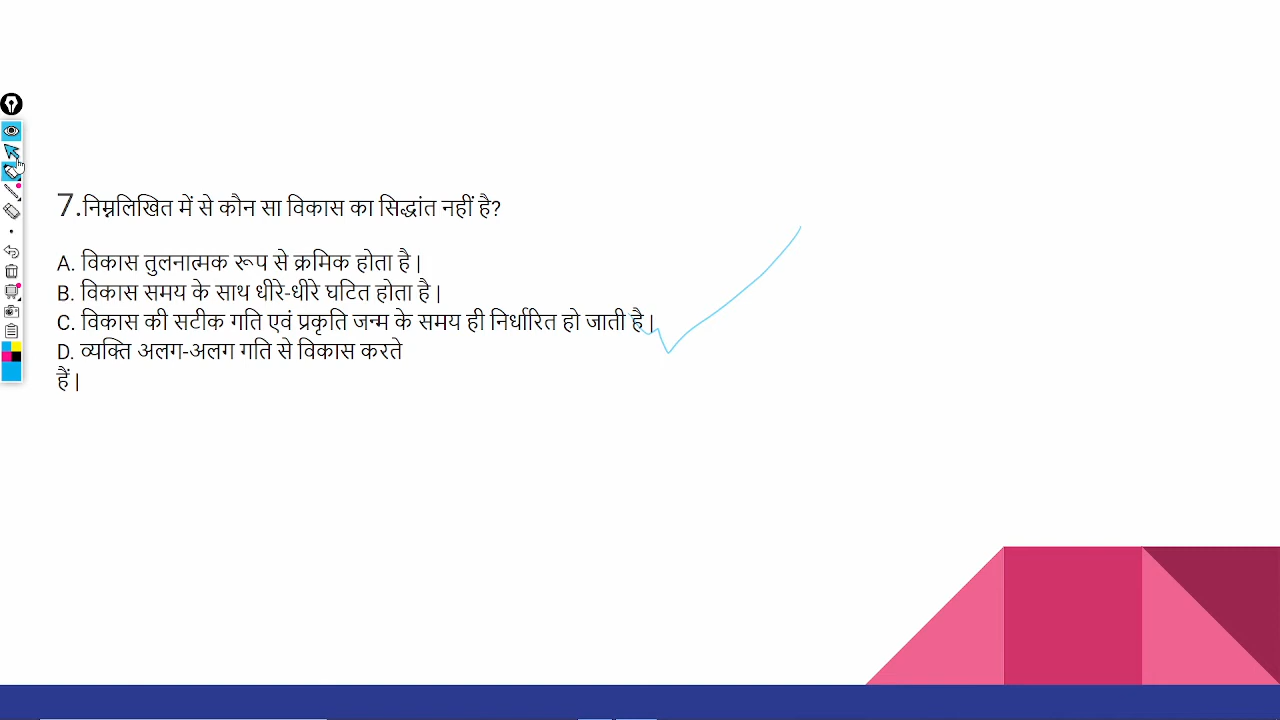 7.निम्नलिखित में से कौन सा विकास का सिद्धांत नहीं है?
A. विकास तुलनात्मक रूप से क्रमिक होता है |
B. विकास समय के साथ धीरे-धीरे घटित होता है |
C. विकास की सटीक गति एवं प्रकृति जन्म के समय ही निर्धारित हो जाती है |
D. व्यक्ति अलग-अलग गति से विकास करते
हैं |